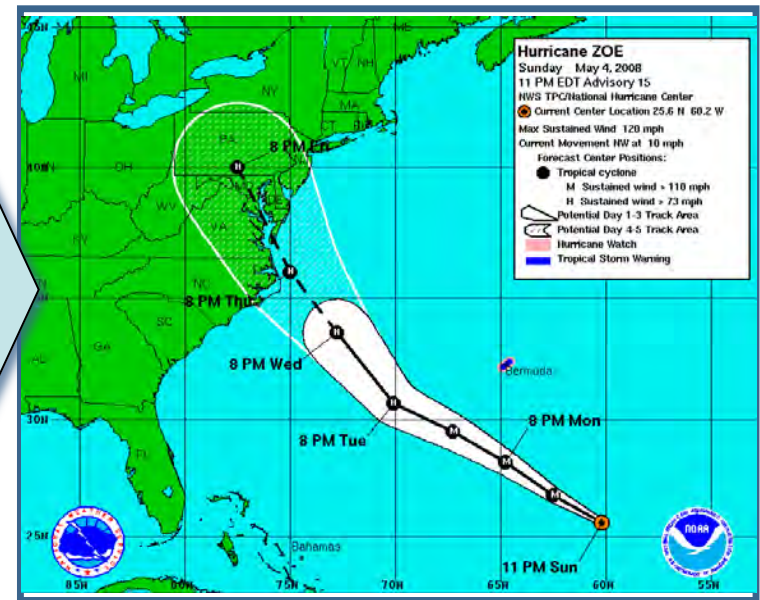 Hurricane ZOE
Sunday May 4, 2008
11 PM EDT Advisory 15
NWS TPC/National Hurricane Center
Current Center Location 25.6 N 60.2 W
Max Sustained Wind 120 mph
Current Movement NW at 10 mph
Forecast Center Positions:
Tropical cyclone
M Sustained wind > 110 mph
H Sustained wind > 73 mph
Potential Day 1-3 Track Area
Potential Day 4-5 Track Area
Hurricane Watch
Tropical Storm Warning
45N
ME
VT
NH
MI
NY
MA
CT
PA
8 PM Fri
40N
OH
H
DE
WV
VA
KY
H
NC
8 PM Thu
H
8 PM Wed
SC
GA
Bermuda
30N
H
8 PM Mon
8 PM Tue
M
M
FL
M
NOAA
25N
Bahamas
11 PM Sun
85W
80W
75W
70W
65W
60W
55W